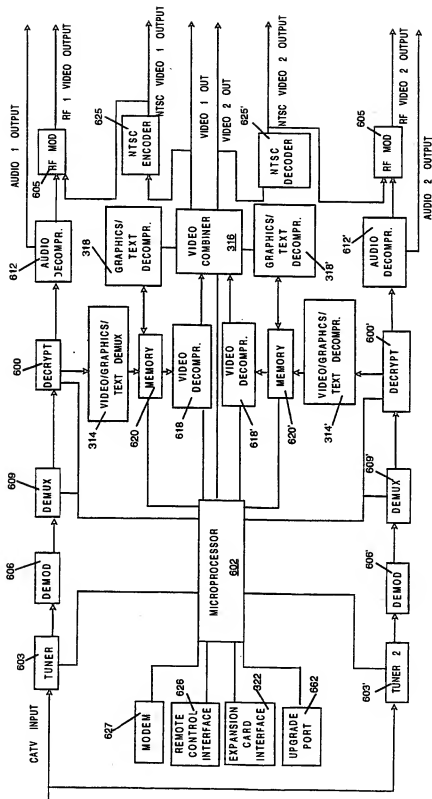 AUDIO 1 OUTPUT
RF 1 VIDEO OUTPUT
NTSC VIDEO 1 OUTPUT
VIDEO 1 OUT
VIDEO 2 OUT
NTSC VIDEO 2 OUTPUT
RF VIDEO 2 OUTPUT
AUDIO 2 OUTPUT
605
RF MOD
625
NTSC
ENCODER
625'
NTSC
DECODER
605
RF MOD
612
AUDIO
DECOMPR.
318
GRAPHICS/
TEXT
DECOMPR.
VIDEO
COMBINER
316
GRAPHICS/
TEXT
DECOMPR.
318'
612'
AUDIO
DECOMPR.
600
DECRYPT
314
VIDEO/GRAPHICS/
TEXT DEMUX
620
MEMORY
618
VIDEO
DECOMPR.
618'
VIDEO
DECOMPR.
620'
MEMORY
314'
VIDEO/GRAPHICS/
TEXT DECOMPR.
600'
DECRYPT
609
DEMUX
609'
DEMUX
606
DEMOD
606'
DEMOD
MICROPROCESSOR
602
603
TUNER
603'
TUNER 2
CATV INPUT
627
MODEM
626
REMOTE
CONTROL
INTERFACE
322
EXPANSION
CARD
INTERFACE
662
UPGRADE
PORT